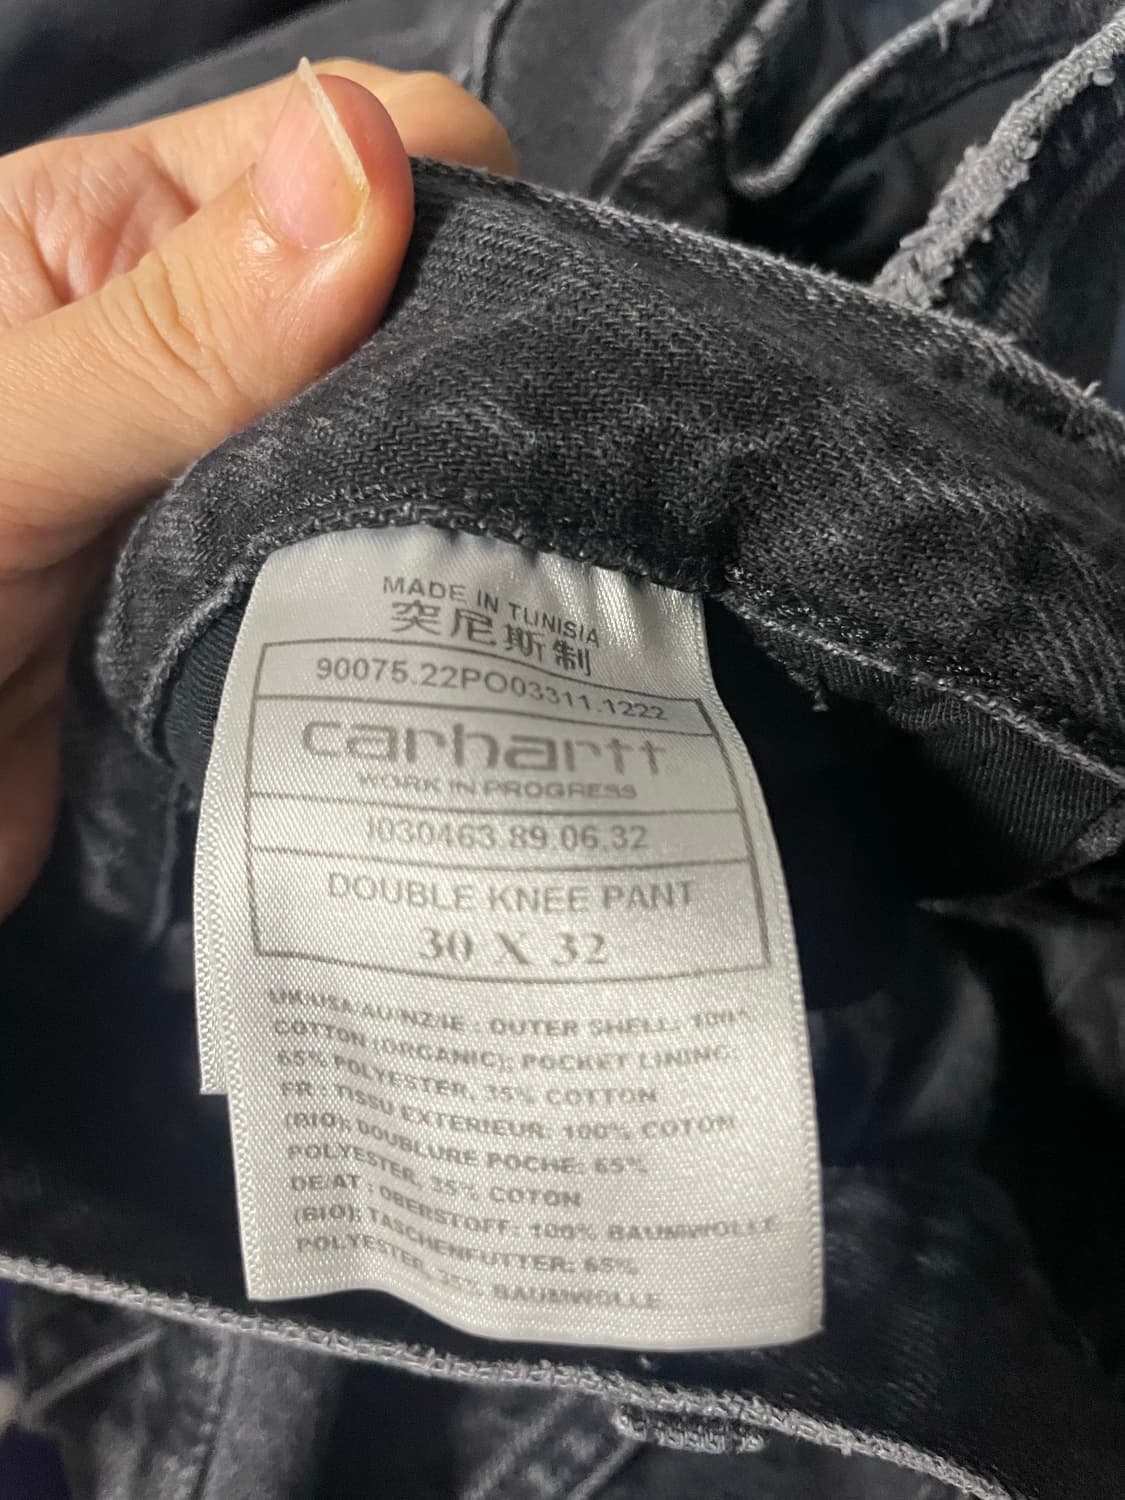 MADE IN TUNISIA
突尼斯制
90075.22PO03311.1222
carhartt
WORK IN PROGRESS
I030463.89.06.32
DOUBLE KNEE PANT
30 X 32
UK/USA/AU/NZ/IE : OUTER SHELL: 100%
COTTON (ORGANIC); POCKET LINING:
65% POLYESTER, 35% COTTON
FR : TISSU EXTERIEUR: 100% COTON
(BIO); DOUBLURE POCHE: 65%
POLYESTER, 35% COTON
DE/AT : OBERSTOFF: 100% BAUMWOLLE
(BIO); TASCHENFUTTER: 65%
POLYESTER, 35% BAUMWOLLE